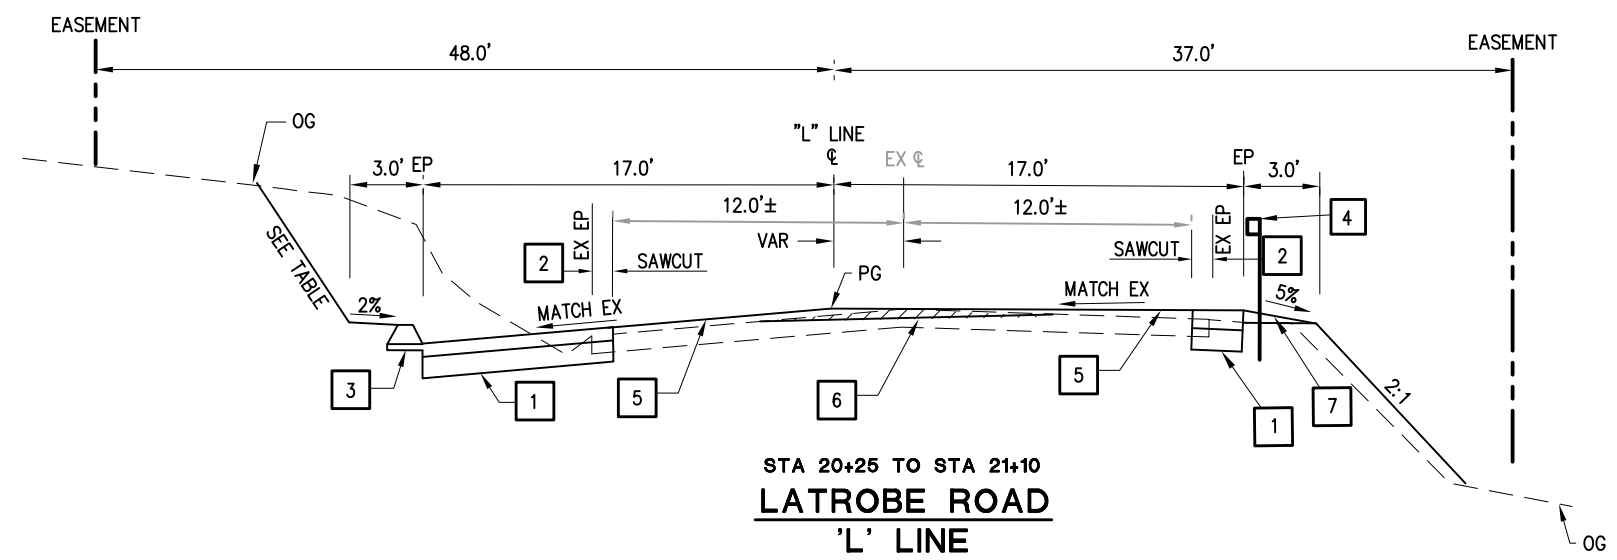 EASEMENT
EASEMENT
48.0'
37.0'
OG
"L" LINE
℄
EX ℄
3.0'
EP
17.0'
17.0'
EP
3.0'
12.0'±
12.0'±
EX EP
EX EP
VAR
4
2
SAWCUT
SAWCUT
2
SEE TABLE
PG
2%
MATCH EX
MATCH EX
5%
3
1
5
6
5
1
7
2:1
STA 20+25 TO STA 21+10
LATROBE ROAD
'L' LINE
OG